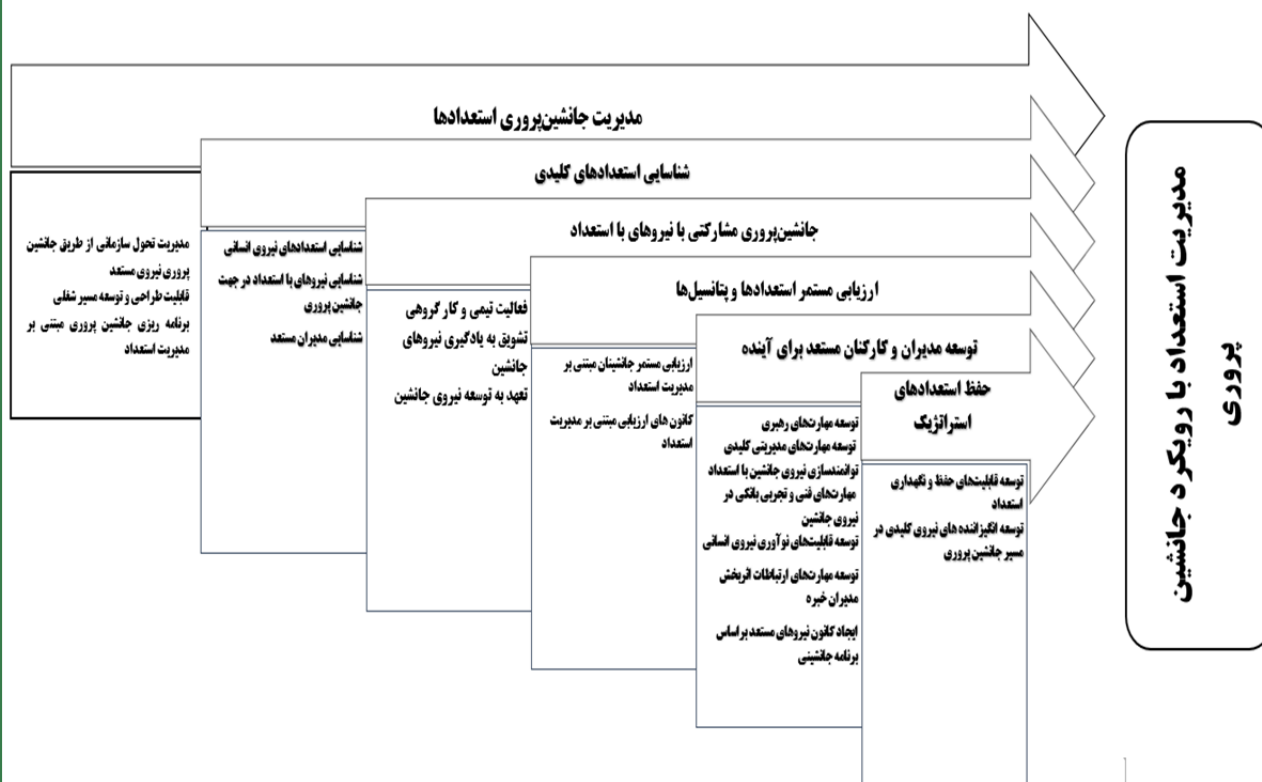 مدیریت جانشین‌پروری استعدادها
مدیریت تحول سازمانی از طریق جانشین
پروری نیروی مستعد
قابلیت طراحی و توسعه مسیر شغلی
برنامه ریزی جانشین پروری مبتنی بر
مدیریت استعداد
شناسایی استعدادهای کلیدی
شناسایی استعدادهای نیروی انسانی
شناسایی نیروهای با استعداد در جهت
جانشین پروری
شناسایی مدیران مستعد
جانشین‌پروری مشارکتی با نیروهای با استعداد
فعالیت تیمی و کار گروهی
تشویق به یادگیری نیروهای
جانشین
تعهد به توسعه نیروی جانشین
ارزیابی مستمر استعدادها و پتانسیل‌ها
ارزیابی مستمر جانشینان مبتنی بر
مدیریت استعداد
کانون های ارزیابی مبتنی بر مدیریت
استعداد
توسعه مدیران و کارکنان مستعد برای آینده
توسعه مهارت‌های رهبری
توسعه مهارت‌های مدیریتی کلیدی
توانمندسازی نیروی جانشین با استعداد
مهارت‌های فنی و تجربی بانکی در
نیروی جانشین
توسعه قابلیت‌های نوآوری نیروی انسانی
توسعه مهارت‌های ارتباطات اثربخش
مدیران خبره
ایجاد کانون نیروهای مستعد براساس
برنامه جانشینی
حفظ استعدادهای
استراتژیک
توسعه قابلیت‌های حفظ و نگهداری
استعداد
توسعه انگیزاننده های نیروی کلیدی در
مسیر جانشین پروری
مدیریت استعداد با رویکرد جانشین
پروری